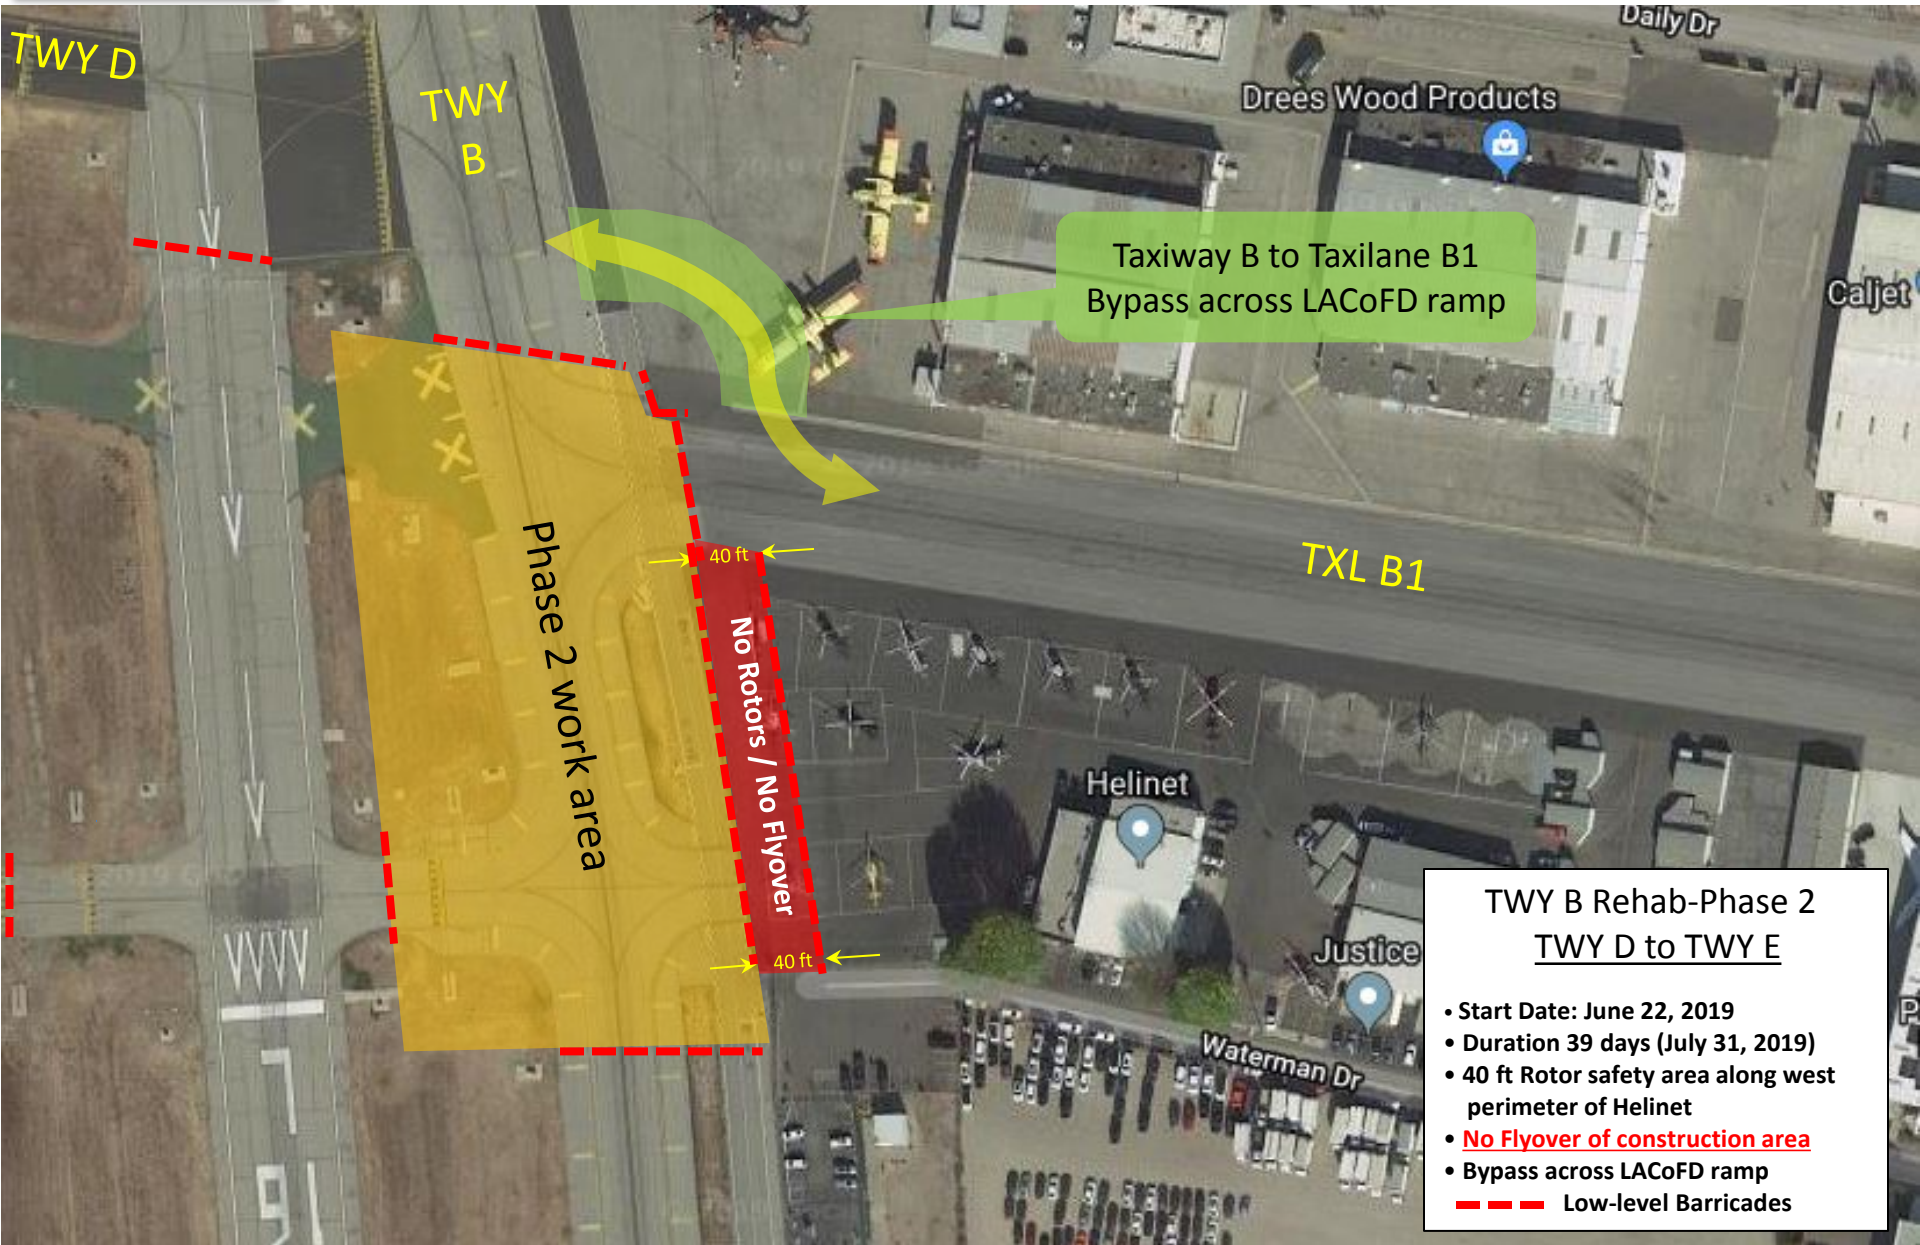 TWY D
TWY
B
Daily Dr
Drees Wood Products
Taxiway B to Taxilane B1
Bypass across LACoFD ramp
Caljet
TXL B1
40 ft
Phase 2 work area
No Rotors / No Flyover
40 ft
Helinet
Justice
Waterman Dr
TWY B Rehab-Phase 2
TWY D to TWY E
• Start Date: June 22, 2019
• Duration 39 days (July 31, 2019)
• 40 ft Rotor safety area along west
perimeter of Helinet
• No Flyover of construction area
• Bypass across LACoFD ramp
Low-level Barricades